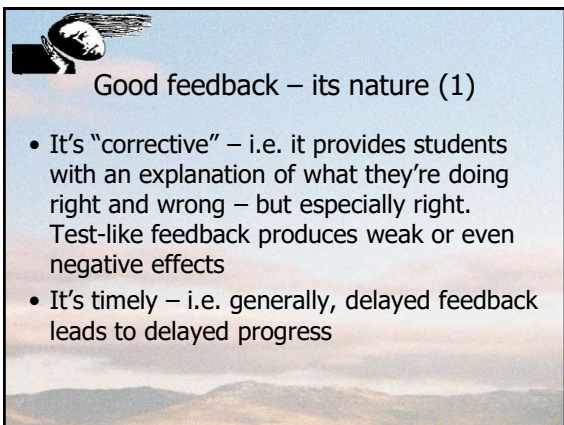 Good feedback – its nature (1)
• It’s “corrective” – i.e. it provides students
with an explanation of what they’re doing
right and wrong – but especially right.
Test-like feedback produces weak or even
negative effects
• It’s timely – i.e. generally, delayed feedback
leads to delayed progress